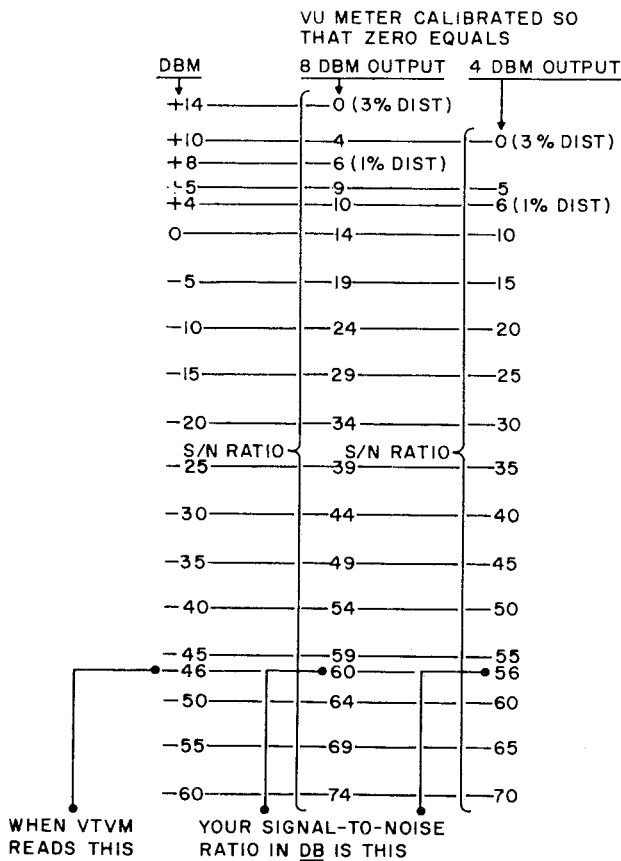 VU METER CALIBRATED SO
THAT ZERO EQUALS
DBM 8 DBM OUTPUT 4 DBM OUTPUT
+14 0 (3% DIST)
+10 4 0 (3% DIST)
+8 6 (1% DIST)
+5 9 5
+4 10 6 (1% DIST)
0 14 10
-5 19 15
-10 24 20
-15 29 25
-20 34 30
S/N RATIO S/N RATIO
-25 39 35
-30 44 40
-35 49 45
-40 54 50
-45 59 55
-46 60 56
-50 64 60
-55 69 65
-60 74 70
WHEN VTVM
READS THIS
YOUR SIGNAL-TO-NOISE
RATIO IN DB IS THIS